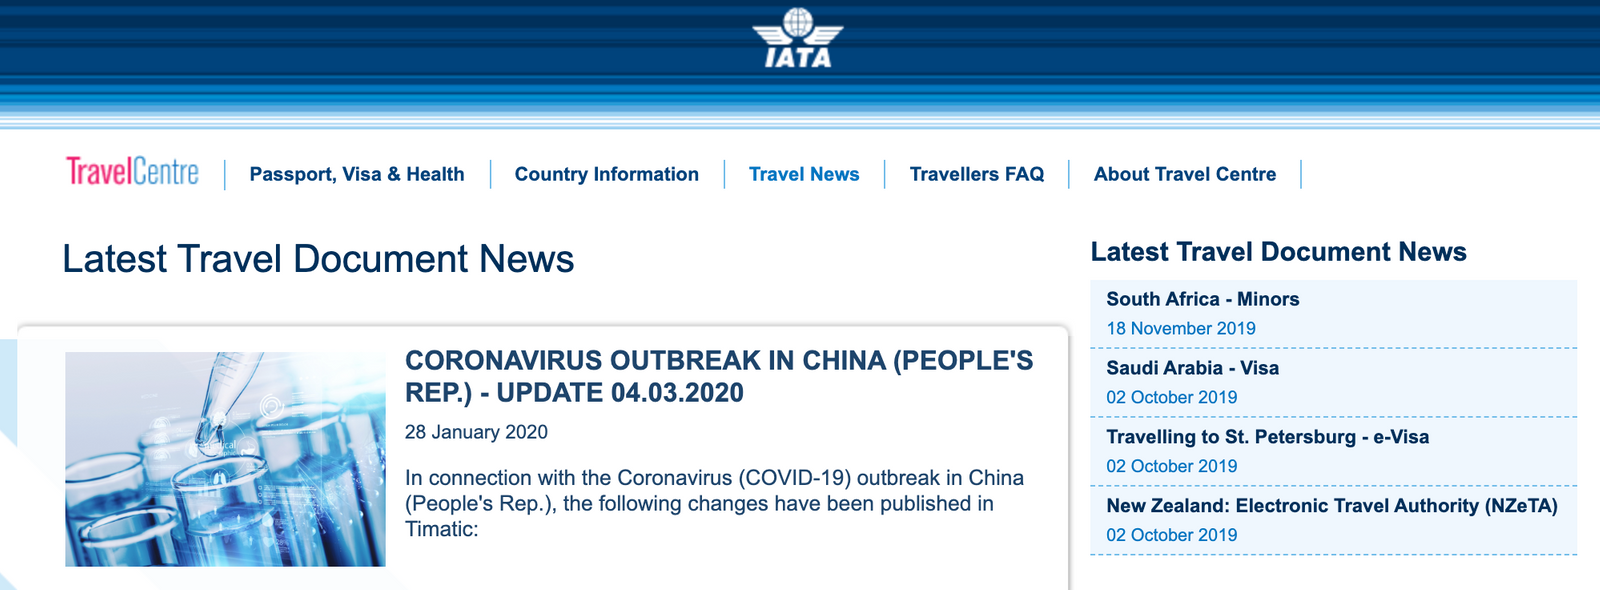 IATA
TravelCentre
Passport, Visa & Health
Country Information
Travel News
Travellers FAQ
About Travel Centre
Latest Travel Document News
CORONAVIRUS OUTBREAK IN CHINA (PEOPLE'S
REP.) - UPDATE 04.03.2020
28 January 2020
In connection with the Coronavirus (COVID-19) outbreak in China
(People's Rep.), the following changes have been published in
Timatic:
Latest Travel Document News
South Africa - Minors
18 November 2019
Saudi Arabia - Visa
02 October 2019
Travelling to St. Petersburg - e-Visa
02 October 2019
New Zealand: Electronic Travel Authority (NZeTA)
02 October 2019